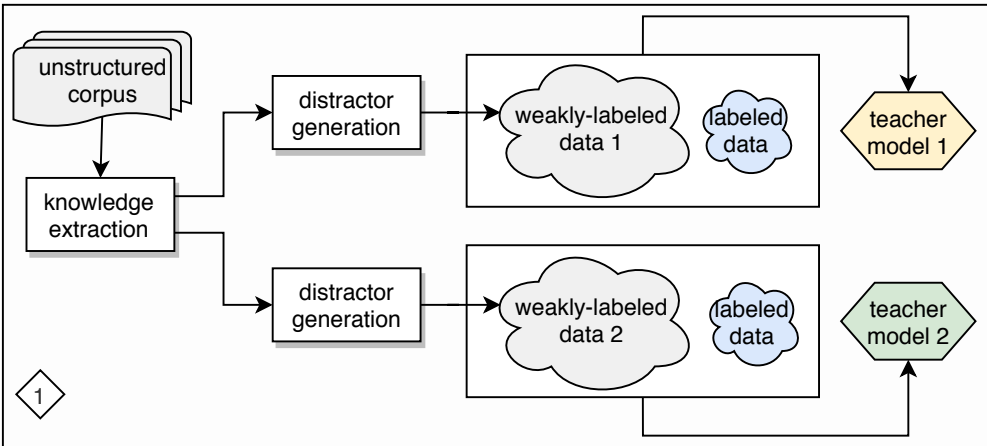 unstructured
corpus
knowledge
extraction
distractor
generation
weakly-labeled
data 1
labeled
data
teacher
model 1
distractor
generation
weakly-labeled
data 2
labeled
data
teacher
model 2
1